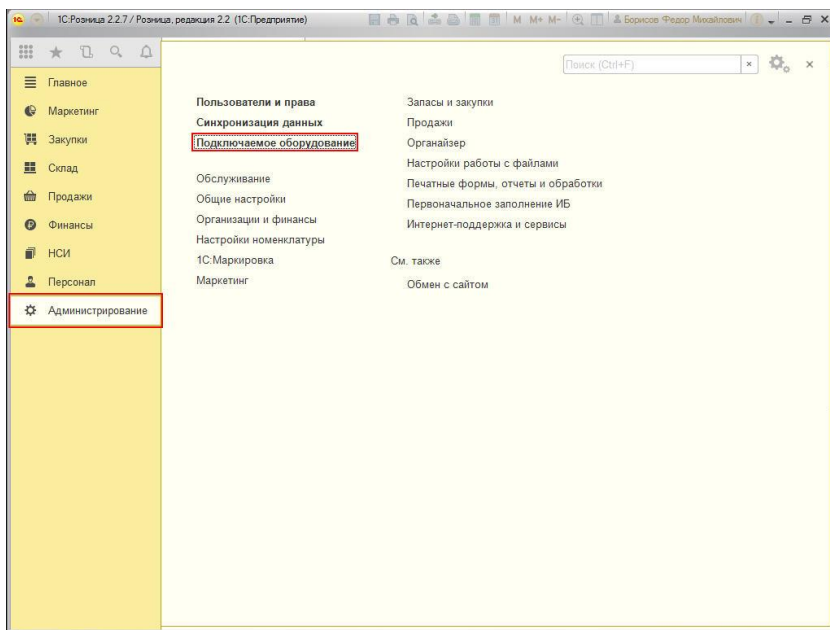 1С:Розница 2.2.7 / Розница, редакция 2.2 (1С:Предприятие)
M M+ M-
Борисов Федор Михайлович
Поиск (Ctrl+F)
Главное
Маркетинг
Закупки
Склад
Продажи
Финансы
НСИ
Персонал
Администрирование
Пользователи и права
Синхронизация данных
Подключаемое оборудование
Обслуживание
Общие настройки
Организации и финансы
Настройки номенклатуры
1С:Маркировка
Маркетинг
Запасы и закупки
Продажи
Органайзер
Настройки работы с файлами
Печатные формы, отчеты и обработки
Первоначальное заполнение ИБ
Интернет-поддержка и сервисы
См. также
Обмен с сайтом